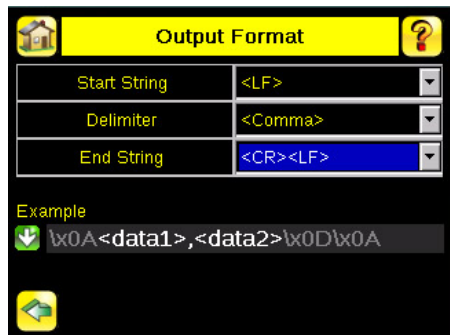 Output Format
?
Start String <LF>
Delimiter <Comma>
End String <CR><LF>
Example
\x0A<data1>,<data2>\x0D\x0A